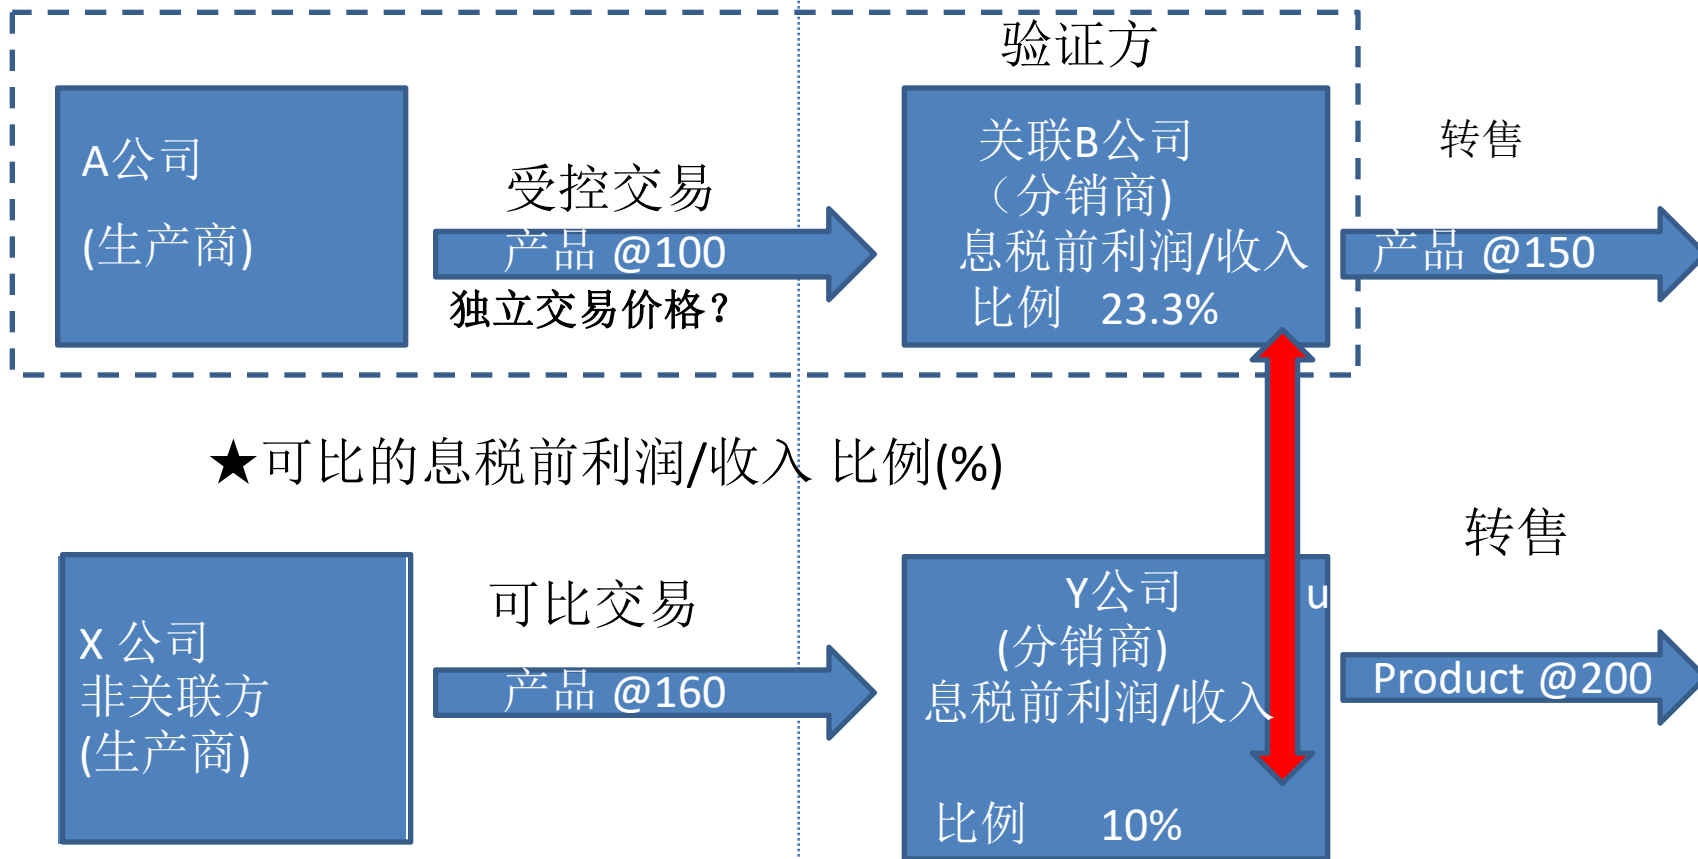 验证方
A公司
(生产商)
受控交易
产品 @100
独立交易价格？
关联B公司
（分销商)
息税前利润/收入
比例 23.3%
转售
产品 @150
★可比的息税前利润/收入 比例(%)
X 公司
非关联方
(生产商)
可比交易
产品 @160
Y公司
u
(分销商)
息税前利润/收入
比例 10%
转售
Product @200